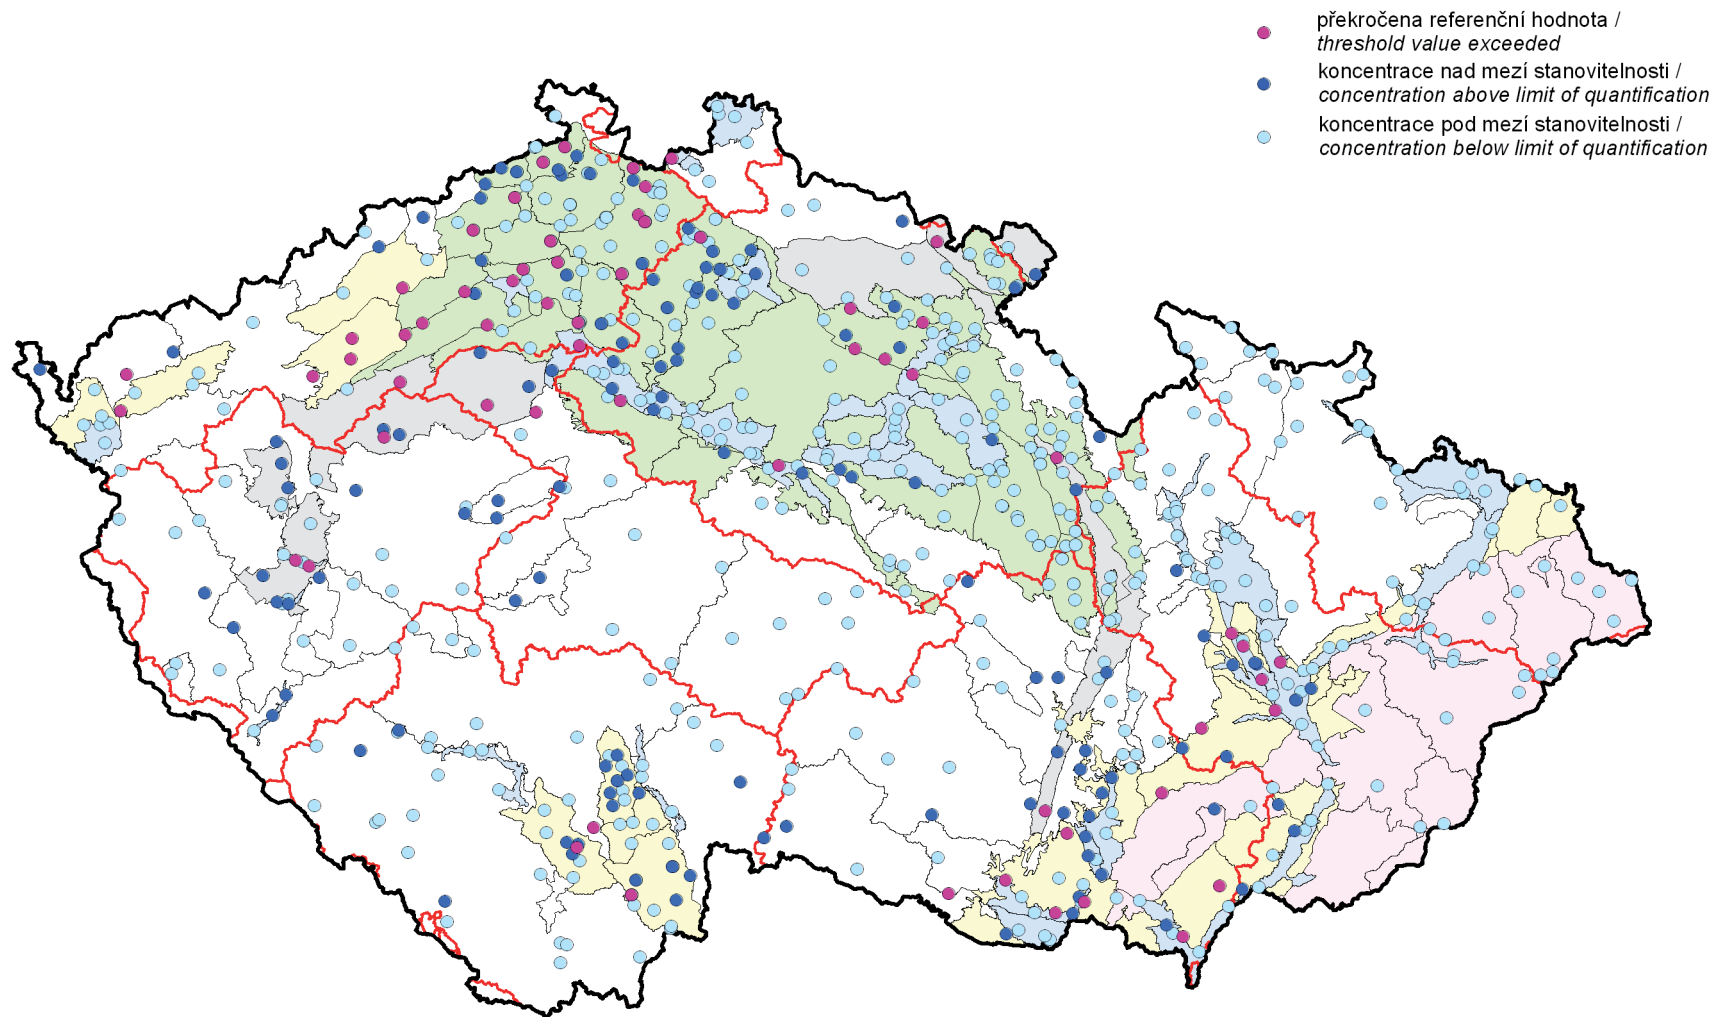 překročena referenční hodnota /
threshold value exceeded
koncentrace nad mezí stanovitelnosti /
concentration above limit of quantification
koncentrace pod mezí stanovitelnosti /
concentration below limit of quantification